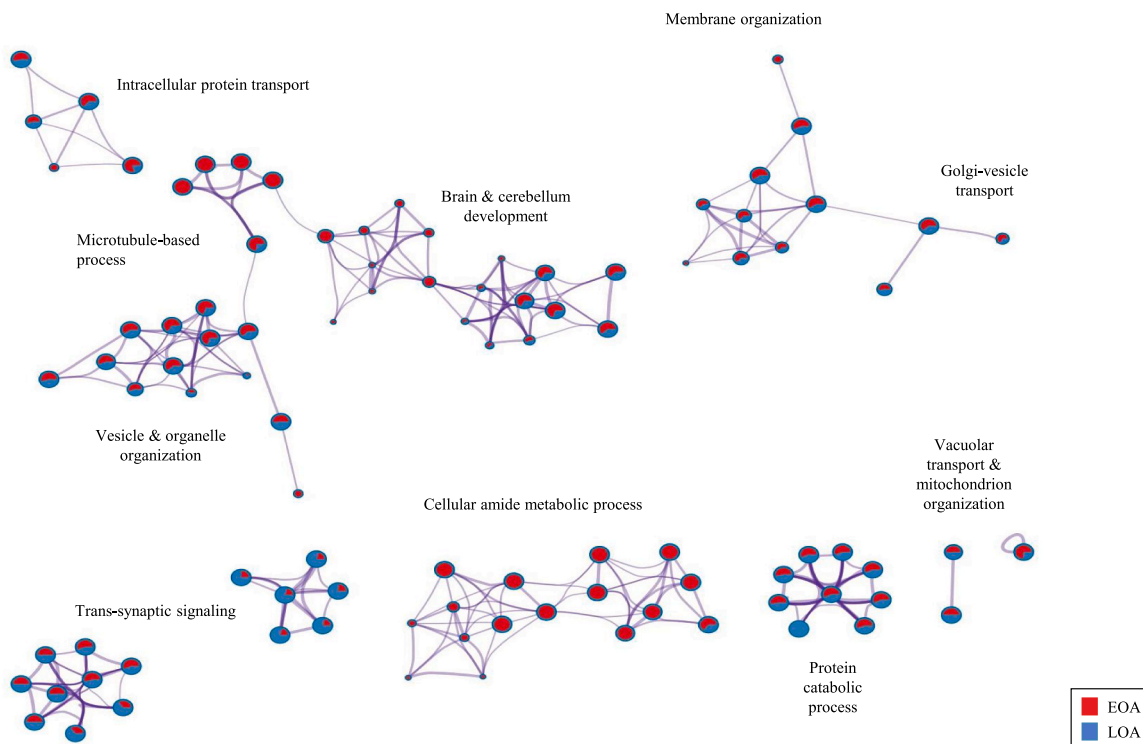 Membrane organization
Intracellular protein transport
Golgi-vesicle
transport
Brain & cerebellum
development
Microtubule-based
process
Vesicle & organelle
organization
Vacuolar
transport &
mitochondrion
organization
Cellular amide metabolic process
Trans-synaptic signaling
Protein
catabolic
process
EOA
LOA